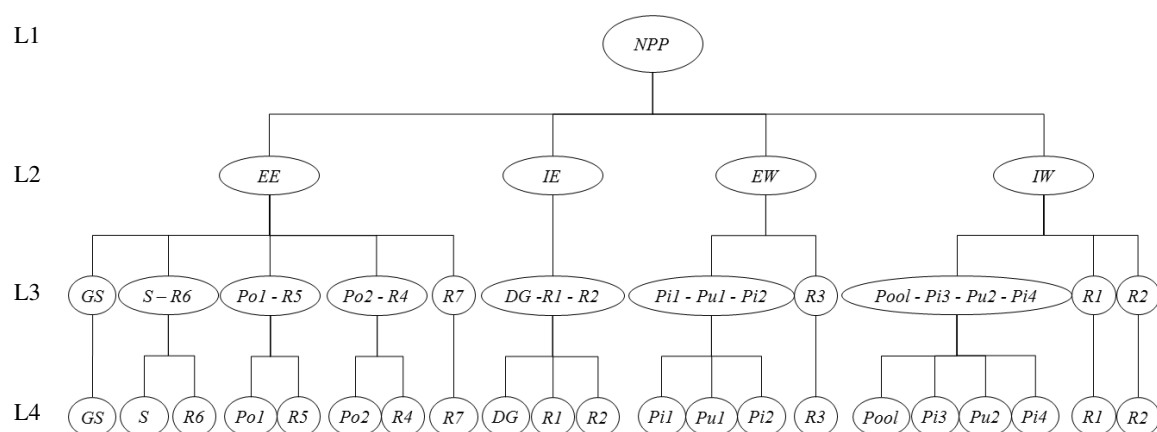 L1 NPP
L2 EE IE EW IW
L3 GS S – R6 Po1 - R5 Po2 - R4 R7 DG -R1 - R2 Pi1 - Pu1 - Pi2 R3 Pool - Pi3 - Pu2 - Pi4 R1 R2
L4 GS S R6 Po1 R5 Po2 R4 R7 DG R1 R2 Pi1 Pu1 Pi2 R3 Pool Pi3 Pu2 Pi4 R1 R2